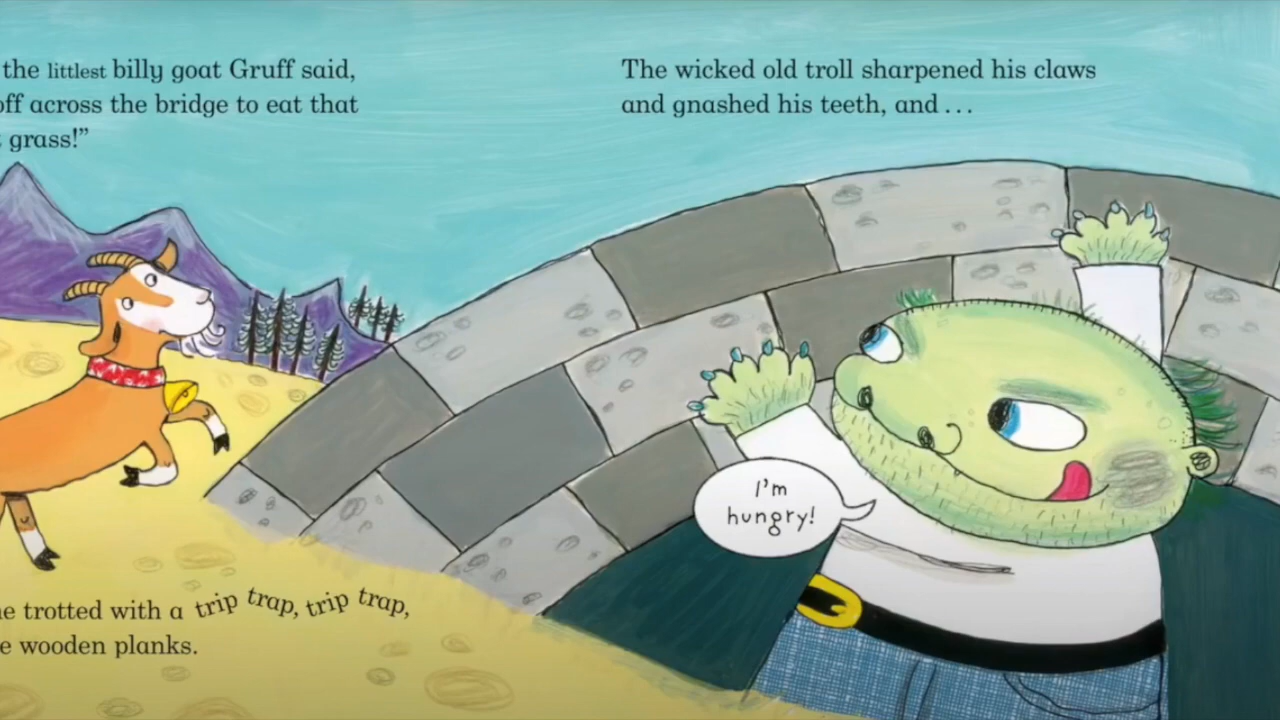 the littlest billy goat Gruff said,
off across the bridge to eat that
grass!”
The wicked old troll sharpened his claws
and gnashed his teeth, and...
I'm
hungry!
trotted with a trip trap, trip trap,
wooden planks.